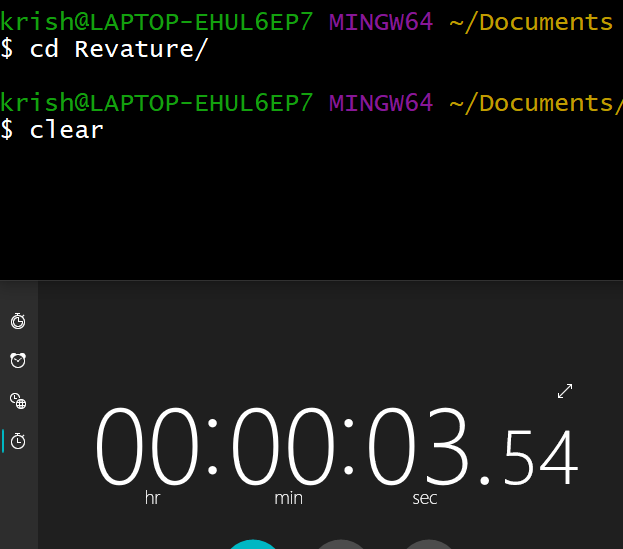 krish@LAPTOP-EHUL6EP7 MINGW64 ~/Documents
$ cd Revature/
krish@LAPTOP-EHUL6EP7 MINGW64 ~/Documents/
$ clear
00:00:03.54
hr min sec